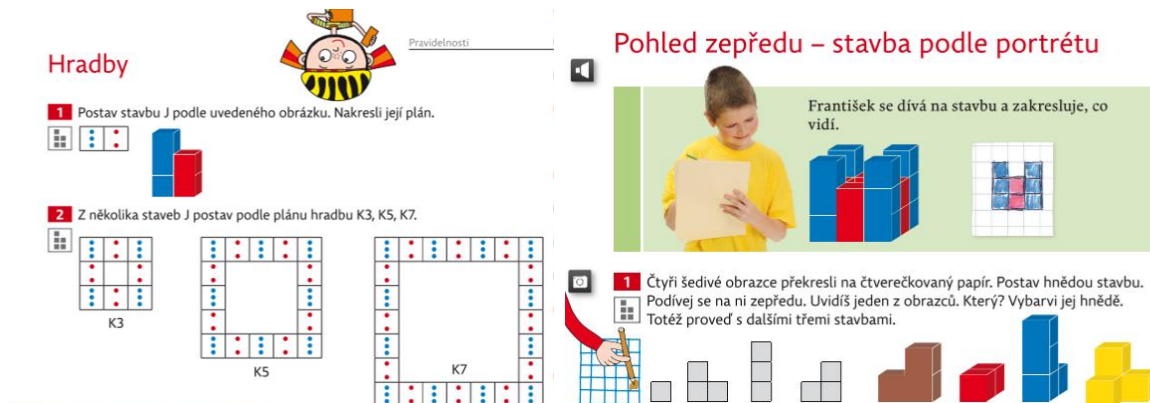 Hradby
Pravidelnosti
1 Postav stavbu J podle uvedeného obrázku. Nakresli její plán.
2 Z několika staveb J postav podle plánu hradbu K3, K5, K7.
K3
K5
K7
Pohled zepředu – stavba podle portrétu
František se dívá na stavbu a zakresluje, co
vidí.
1 Čtyři šedivé obrazce překresli na čtverečkovaný papír. Postav hnědou stavbu.
Podívej se na ni zepředu. Uvidíš jeden z obrazců. Který? Vybarvi jej hnědě.
Totéž proveď s dalšími třemi stavbami.